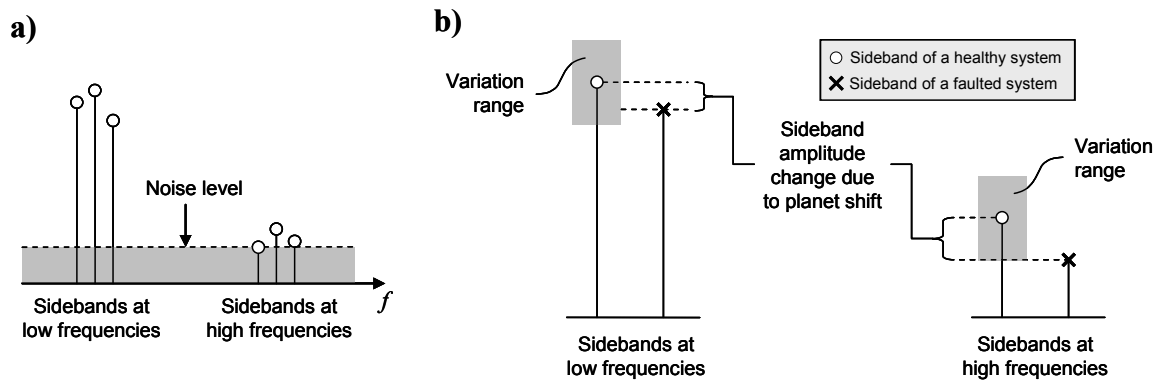 a)
Noise level
Sidebands at
low frequencies
Sidebands at
high frequencies
f
b)
Variation
range
Sideband of a healthy system
Sideband of a faulted system
Sideband
amplitude
change due
to planet shift
Variation
range
Sidebands at
low frequencies
Sidebands at
high frequencies